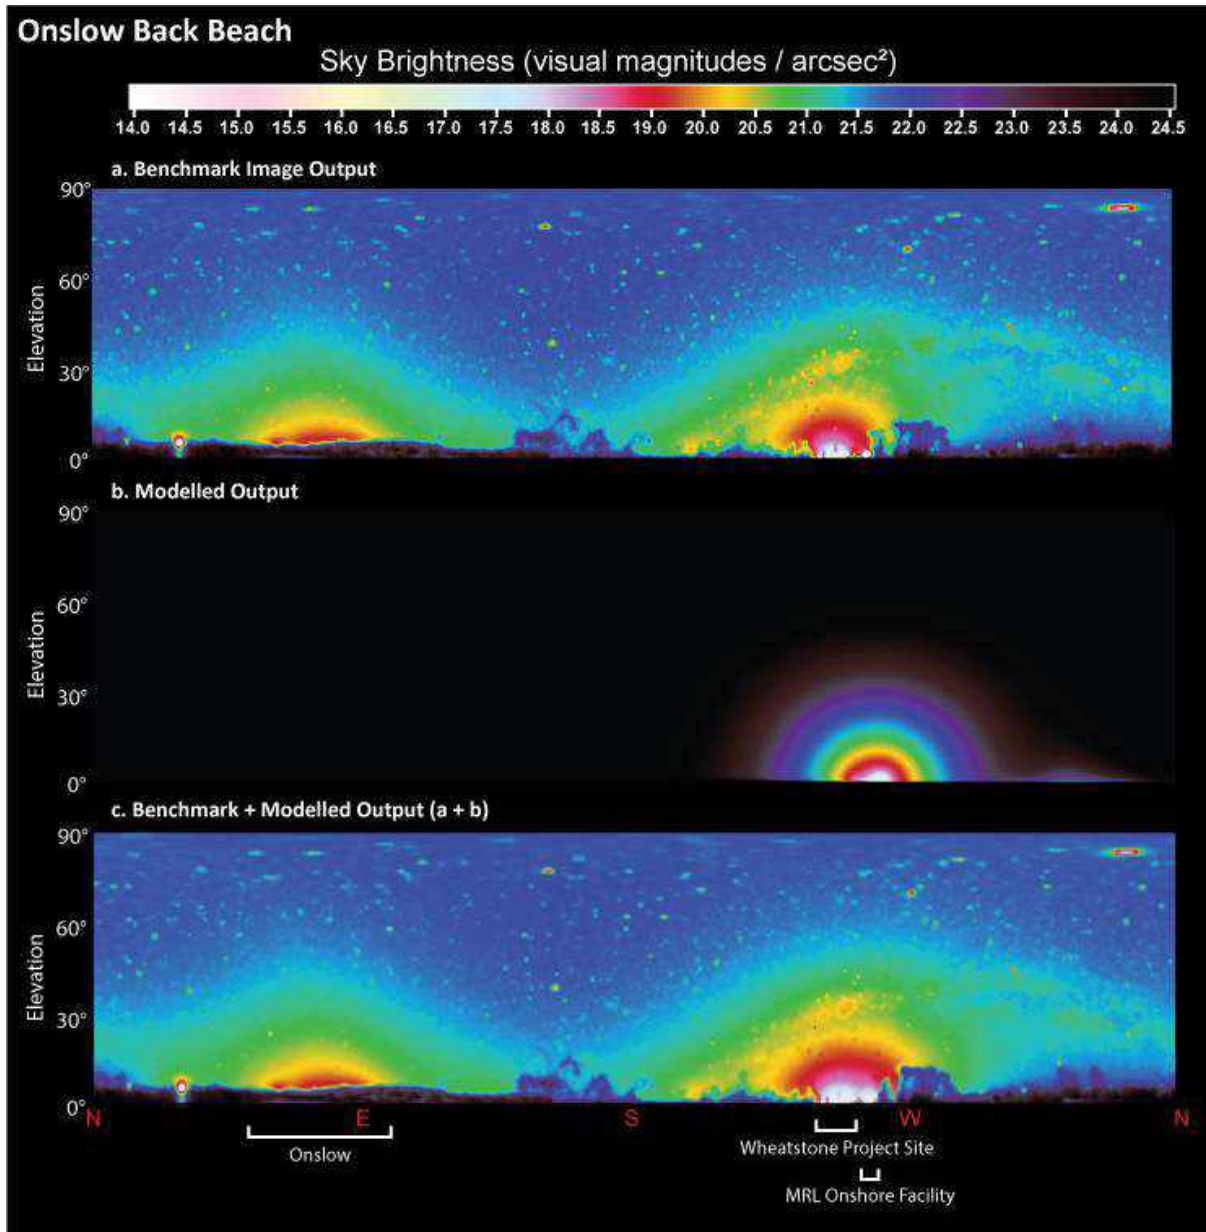 Onslow Back Beach
Sky Brightness (visual magnitudes / arcsec²)
14.0 14.5 15.0 15.5 16.0 16.5 17.0 17.5 18.0 18.5 19.0 19.5 20.0 20.5 21.0 21.5 22.0 22.5 23.0 23.5 24.0 24.5
a. Benchmark Image Output
90°
60°
Elevation
30°
0°
b. Modelled Output
90°
60°
Elevation
30°
0°
c. Benchmark + Modelled Output (a + b)
90°
60°
Elevation
30°
0°
N E S W N
Onslow
Wheatstone Project Site
MRL Onshore Facility